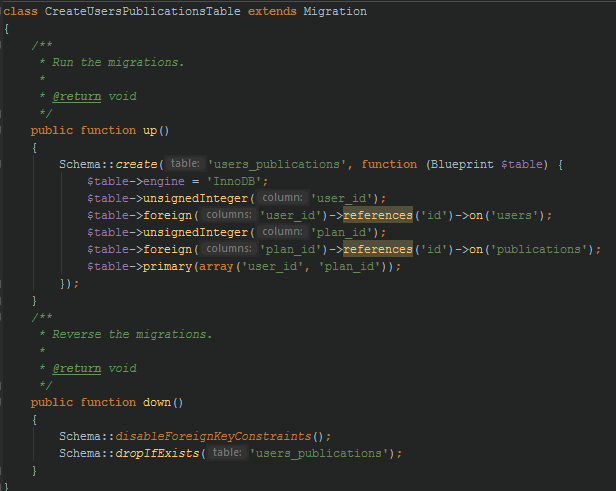 class CreateUsersPublicationsTable extends Migration
{
    /**
     * Run the migrations.
     *
     * @return void
     */
    public function up()
    {
        Schema::create( table: 'users_publications', function (Blueprint $table) {
            $table->engine = 'InnoDB';
            $table->unsignedInteger( column: 'user_id');
            $table->foreign( columns: 'user_id')->references('id')->on('users');
            $table->unsignedInteger( column: 'plan_id');
            $table->foreign( columns: 'plan_id')->references('id')->on('publications');
            $table->primary(array('user_id', 'plan_id'));
        });
    }
    /**
     * Reverse the migrations.
     *
     * @return void
     */
    public function down()
    {
        Schema::disableForeignKeyConstraints();
        Schema::dropIfExists( table: 'users_publications');
    }
}